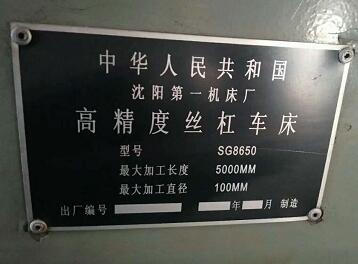 中华人民共和国
沈阳第一机床厂
高精度丝杠车床
型号 SG8650
最大加工长度 5000MM
最大加工直径 100MM
出厂编号 年 月 制造